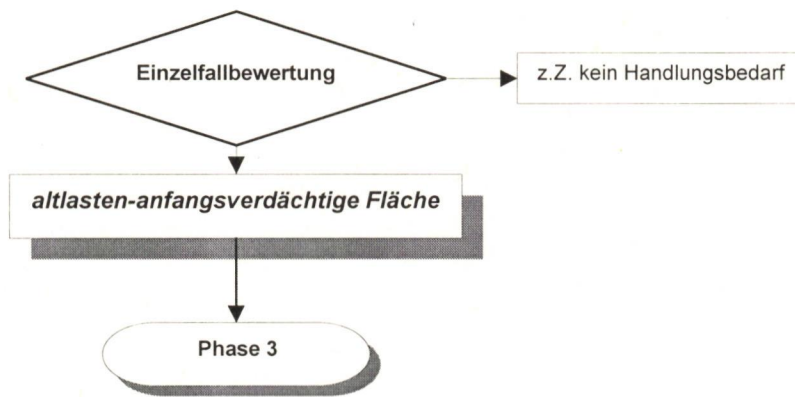 Einzelfallbewertung
z.Z. kein Handlungsbedarf
altlasten-anfangsverdächtige Fläche
Phase 3